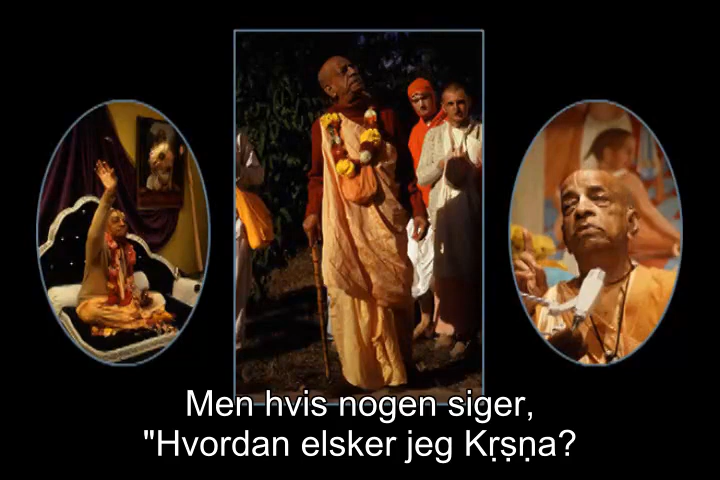 Men hvis nogen siger,
"Hvordan elsker jeg Kṛṣṇa?